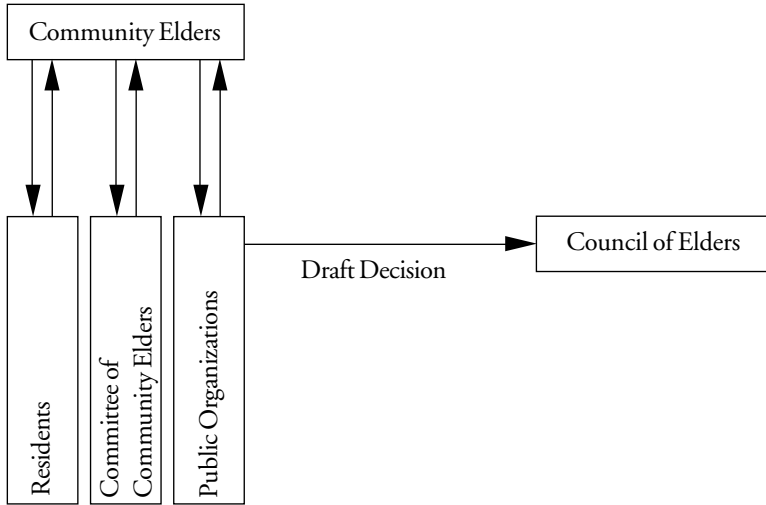 Community Elders
Residents
Committee of
Community Elders
Public Organizations
Draft Decision
Council of Elders